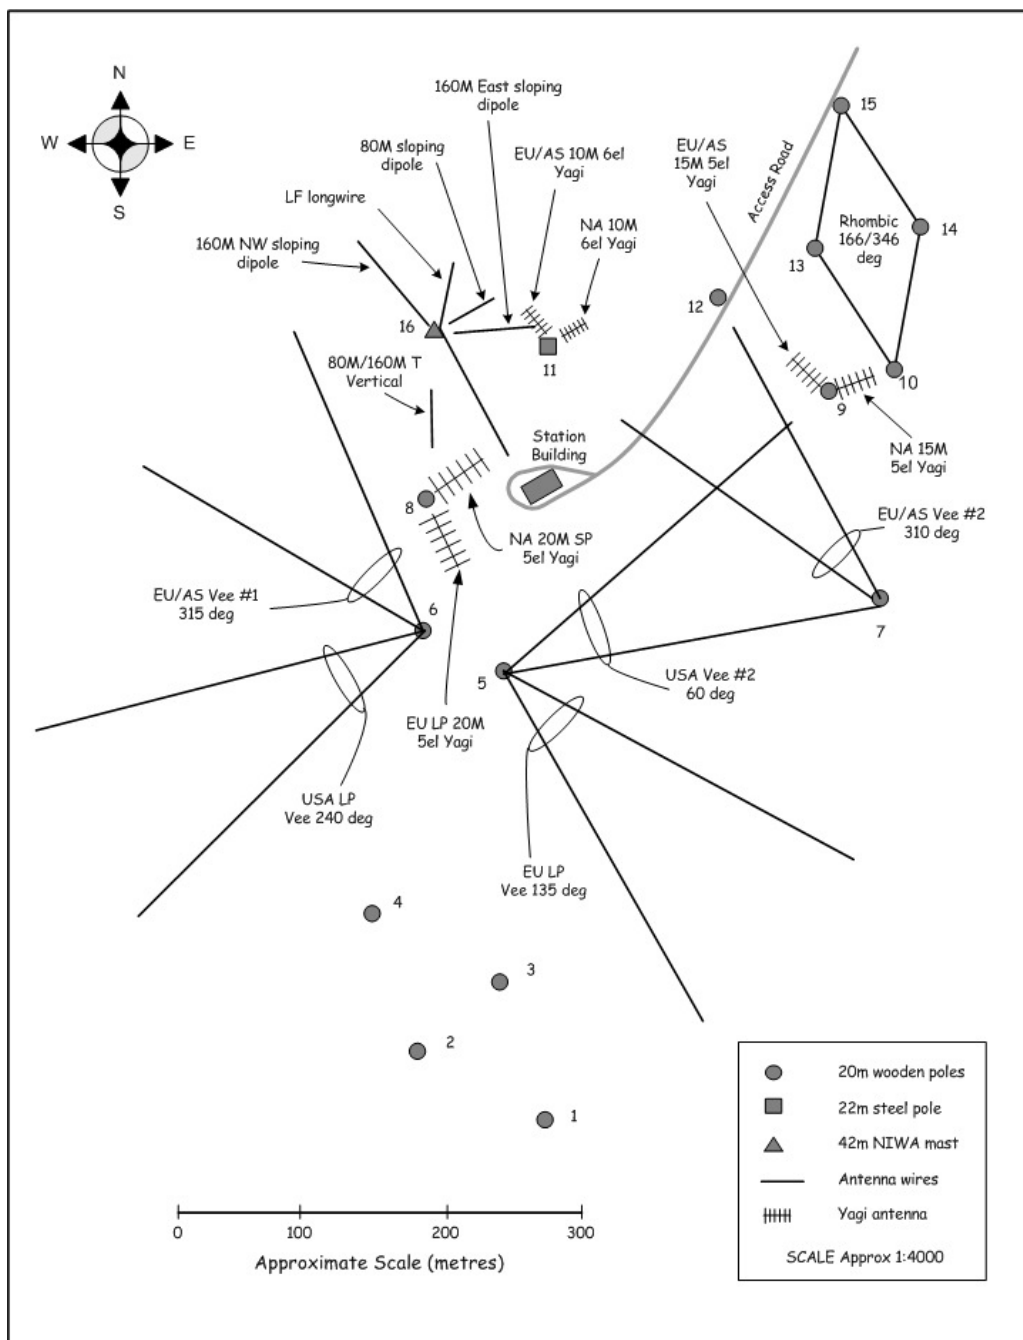 N
W
E
S
160M East sloping
dipole
80M sloping
dipole
EU/AS 10M 6el
Yagi
LF longwire
NA 10M
6el Yagi
160M NW sloping
dipole
EU/AS
15M 5el
Yagi
Access Road
15
Rhombic
166/346
deg
14
13
12
16
11
80M/160M T
Vertical
10
9
Station
Building
NA 15M
5el Yagi
8
NA 20M SP
5el Yagi
EU/AS Vee #2
310 deg
EU/AS Vee #1
315 deg
6
7
5
USA Vee #2
60 deg
EU LP 20M
5el Yagi
USA LP
Vee 240 deg
EU LP
Vee 135 deg
4
3
2
1
20m wooden poles
22m steel pole
42m NIWA mast
Antenna wires
Yagi antenna
SCALE Approx 1:4000
0
100
200
300
Approximate Scale (metres)